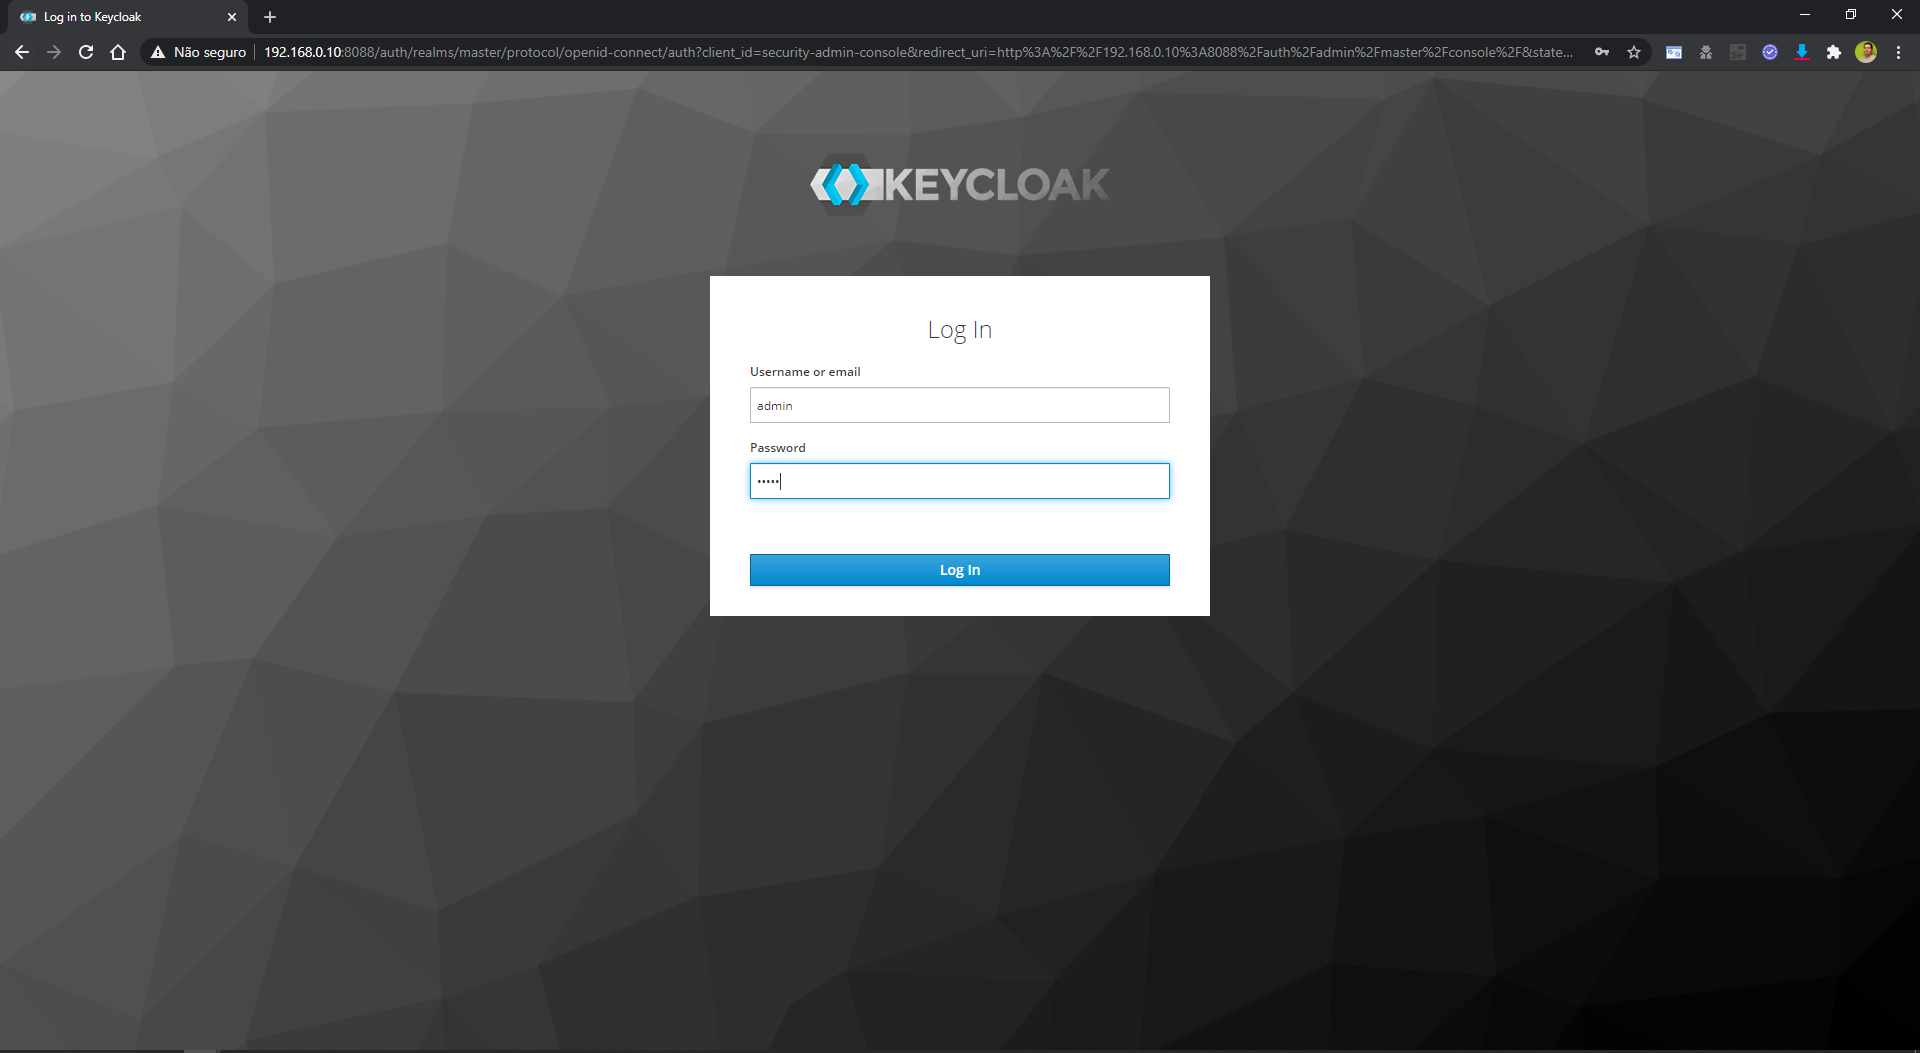 Log in to Keycloak
Não seguro
192.168.0.10:8088/auth/realms/master/protocol/openid-connect/auth?client_id=security-admin-console&redirect_uri=http%3A%2F%2F192.168.0.10%3A8088%2Fauth%2Fadmin%2Fmaster%2Fconsole%2F&state...
KEYCLOAK
Log In
Username or email
admin
Password
•••••
Log In